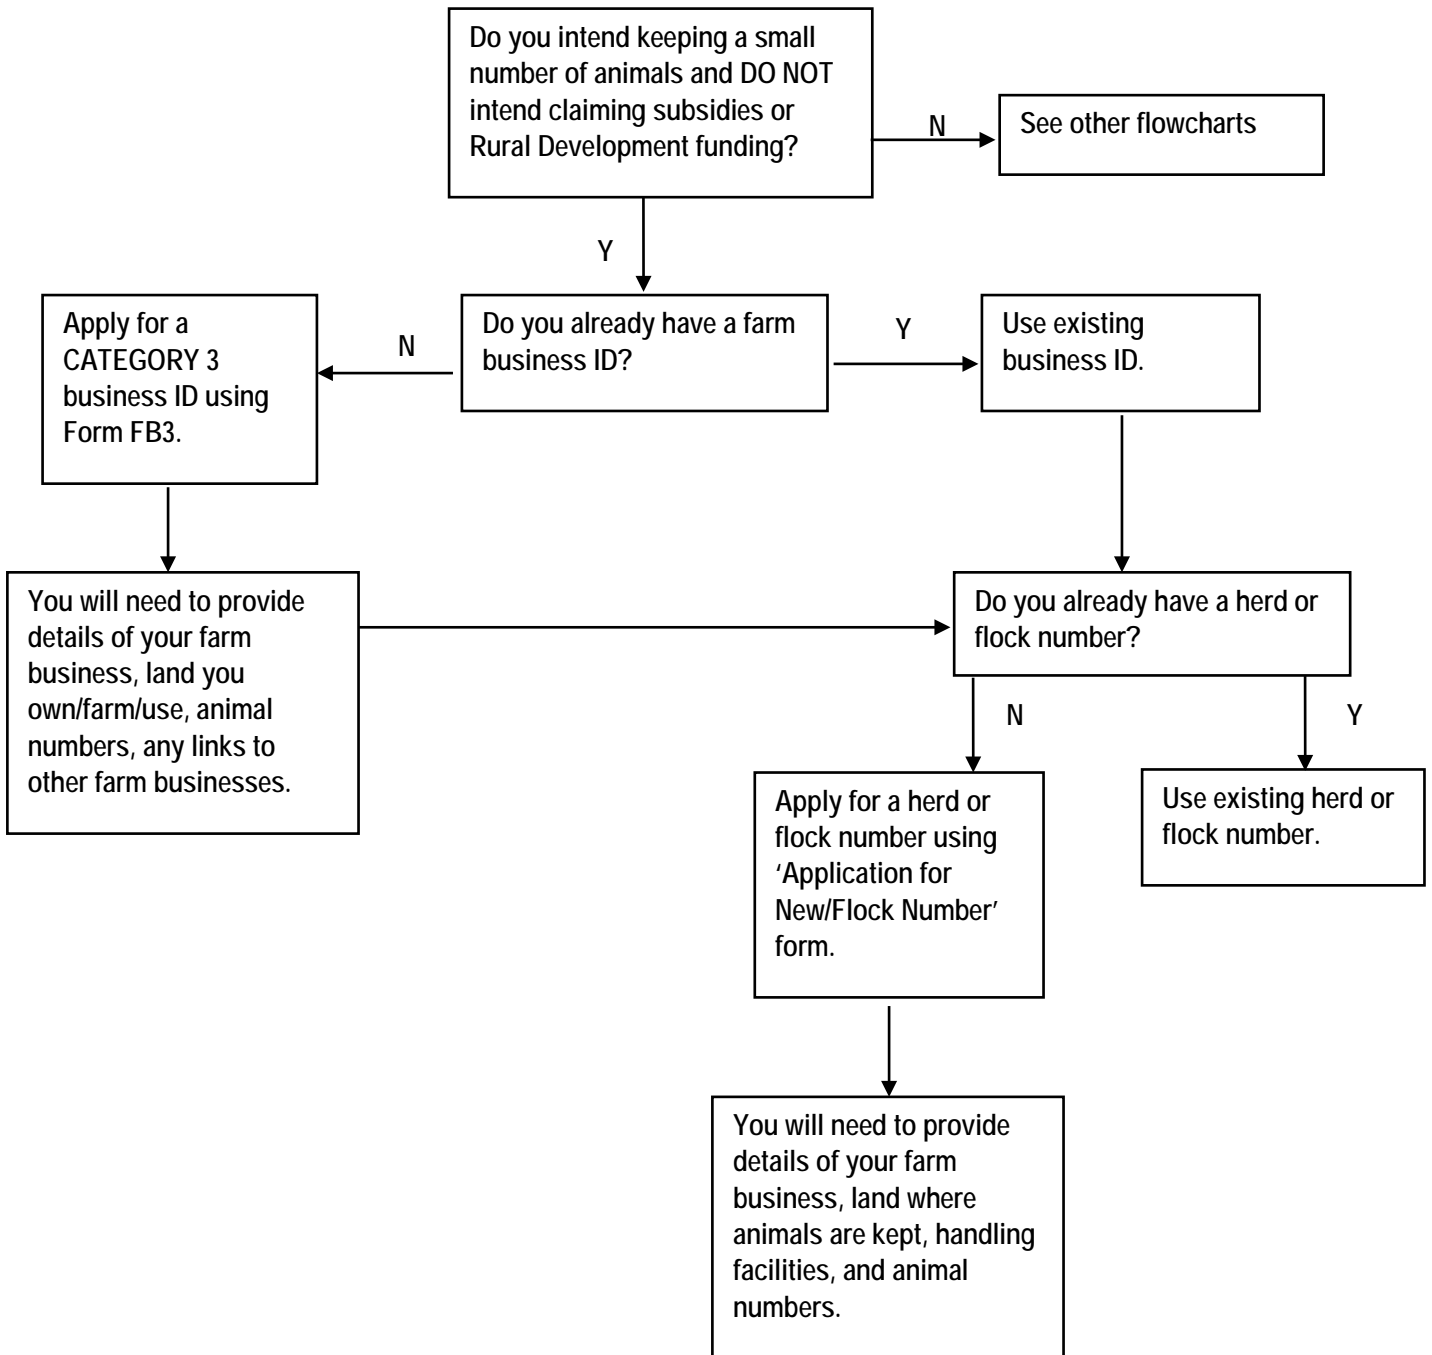 Do you intend keeping a small
number of animals and DO NOT
intend claiming subsidies or
Rural Development funding?
N
See other flowcharts
Y
Apply for a
CATEGORY 3
business ID using
Form FB3.
N
Do you already have a farm
business ID?
Y
Use existing
business ID.
You will need to provide
details of your farm
business, land you
own/farm/use, animal
numbers, any links to
other farm businesses.
Do you already have a herd or
flock number?
N
Y
Apply for a herd or
flock number using
‘Application for
New/Flock Number’
form.
Use existing herd or
flock number.
You will need to provide
details of your farm
business, land where
animals are kept, handling
facilities, and animal
numbers.